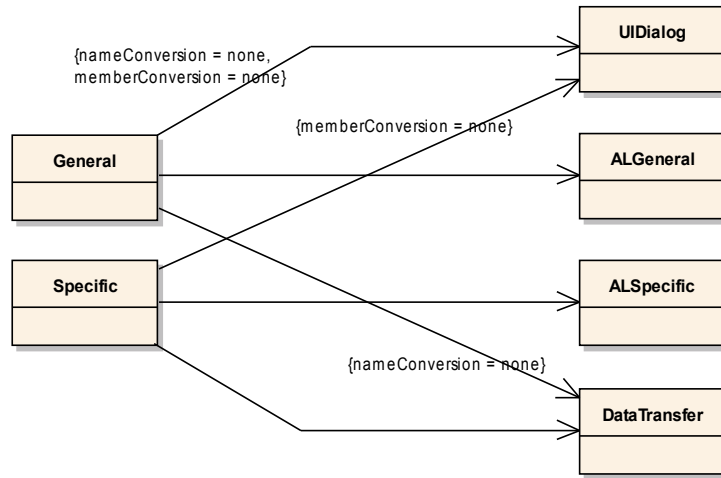 UIDialog
{nameConversion = none,
memberConversion = none}
{memberConversion = none}
General
ALGeneral
Specific
ALSpecific
{nameConversion = none}
DataTransfer